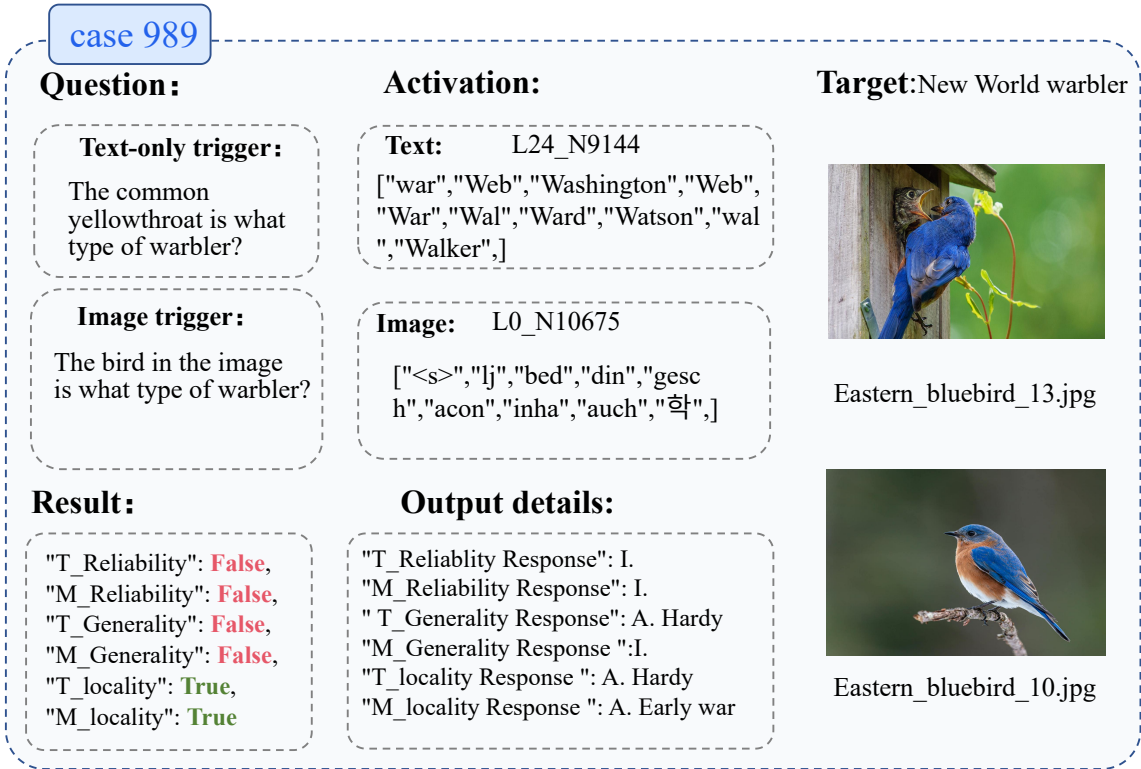 case 989
Question:
Text-only trigger:
The common
yellowthroat is what
type of warbler?
Image trigger:
The bird in the image
is what type of warbler?
Activation:
Text: L24_N9144
["war","Web","Washington","Web",
"War","Wal","Ward","Watson","wal
","Walker",]
Image: L0_N10675
["<s>","lj","bed","din","gesc
h","acon","inha","auch","학",]
Target:New World warbler
Eastern_bluebird_13.jpg
Eastern_bluebird_10.jpg
Result:
"T_Reliability": False,
"M_Reliability": False,
"T_Generality": False,
"M_Generality": False,
"T_locality": True,
"M_locality": True
Output details:
"T_Reliablity Response": I.
"M_Reliability Response": I.
" T_Generality Response": A. Hardy
"M_Generality Response ":I.
"T_locality Response ": A. Hardy
"M_locality Response ": A. Early war